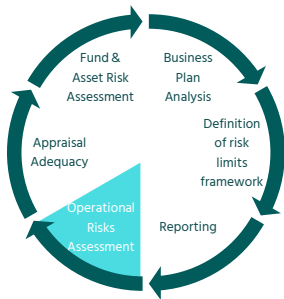 Fund &
Asset Risk
Assessment
Business
Plan
Analysis
Definition
of risk
limits
framework
Reporting
Operational
Risks
Assessment
Appraisal
Adequacy